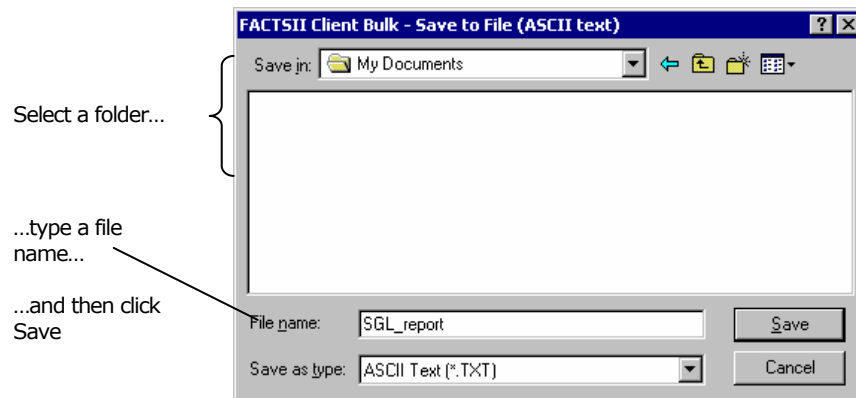 FACTSII Client Bulk - Save to File (ASCII text)
Save in: My Documents
Select a folder…
…type a file
name…
…and then click
Save
File name: SGL_report Save
Save as type: ASCII Text (*.TXT) Cancel